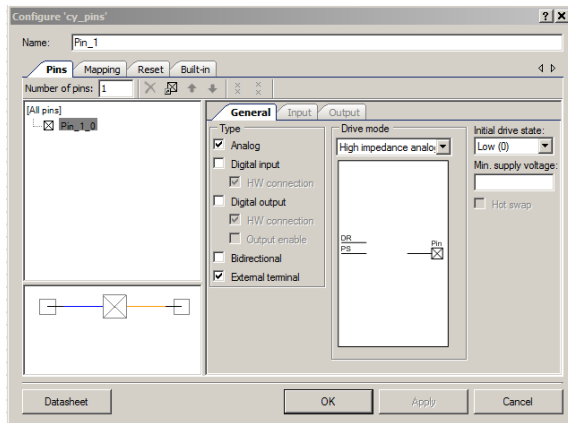 Configure 'cy_pins'
Name: Pin_1
Pins Mapping Reset Built-in
Number of pins: 1
[All pins]
Pin_1_0
General Input Output
Type
Analog
Digital input
HW connection
Digital output
HW connection
Output enable
Bidirectional
External terminal
Drive mode
High impedance analo
DR
PS
Pin
Initial drive state:
Low (0)
Min. supply voltage:
Hot swap
Datasheet OK Apply Cancel